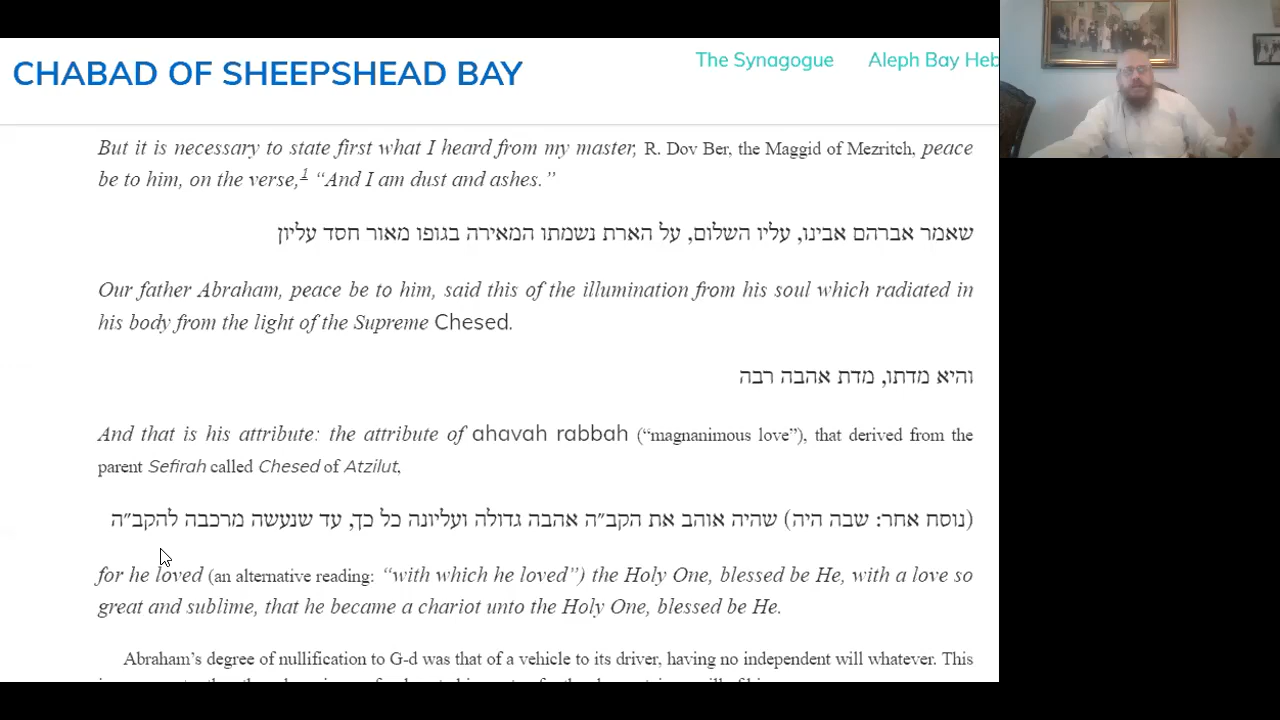 CHABAD OF SHEEPSHEAD BAY
The Synagogue
Aleph Bay Heb
But it is necessary to state first what I heard from my master, R. Dov Ber, the Maggid of Mezritch, peace
be to him, on the verse,1 “And I am dust and ashes.”
שאמר אברהם אבינו, עליו השלום, על הארת נשמתו המאירה בגופו מאור חסד עליון
Our father Abraham, peace be to him, said this of the illumination from his soul which radiated in
his body from the light of the Supreme Chesed.
והיא מדתו, מדת אהבה רבה
And that is his attribute: the attribute of ahavah rabbah (“magnanimous love”), that derived from the
parent Sefirah called Chesed of Atzilut,
(נוסח אחר: שבה היה) שהיה אוהב את הקב״ה אהבה גדולה ועליונה כל כך, עד שנעשה מרכבה להקב״ה
for he loved (an alternative reading: “with which he loved”) the Holy One, blessed be He, with a love so
great and sublime, that he became a chariot unto the Holy One, blessed be He.
Abraham’s degree of nullification to G-d was that of a vehicle to its driver, having no independent will whatever. This